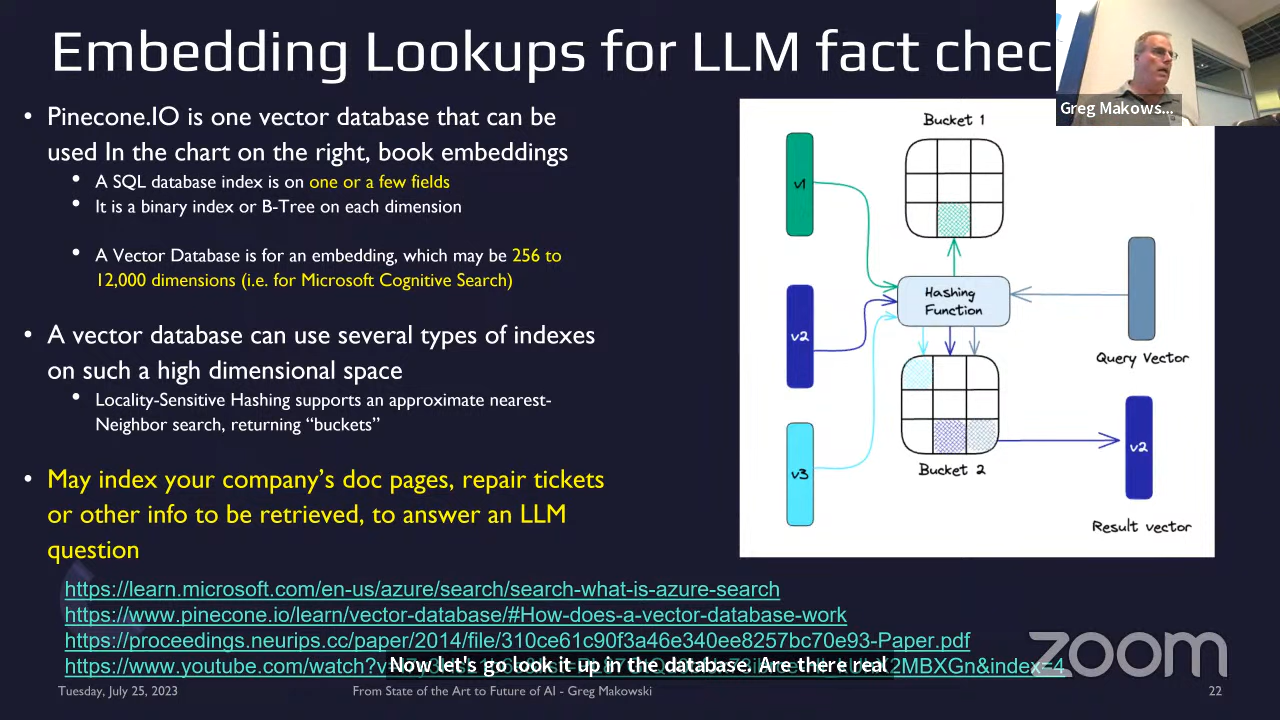 Embedding Lookups for LLM fact chec
Greg Makows...
• Pinecone.IO is one vector database that can be
used In the chart on the right, book embeddings
• A SQL database index is on one or a few fields
• It is a binary index or B-Tree on each dimension
• A Vector Database is for an embedding, which may be 256 to
12,000 dimensions (i.e. for Microsoft Cognitive Search)
• A vector database can use several types of indexes
on such a high dimensional space
• Locality-Sensitive Hashing supports an approximate nearest-
Neighbor search, returning “buckets”
• May index your company’s doc pages, repair tickets
or other info to be retrieved, to answer an LLM
question
Bucket 1
v1
Hashing
Function
v2
Query Vector
v3
Bucket 2
v2
Result vector
https://learn.microsoft.com/en-us/azure/search/search-what-is-azure-search
https://www.pinecone.io/learn/vector-database/#How-does-a-vector-database-work
https://proceedings.neurips.cc/paper/2014/file/310ce61c90f3a46e340ee8257bc70e93-Paper.pdf
https://www.youtube.com/watch?v 2MBXGn&index=4
Now let's go look it up in the database. Are there real
zoom
Tuesday, July 25, 2023
From State of the Art to Future of AI - Greg Makowski
22